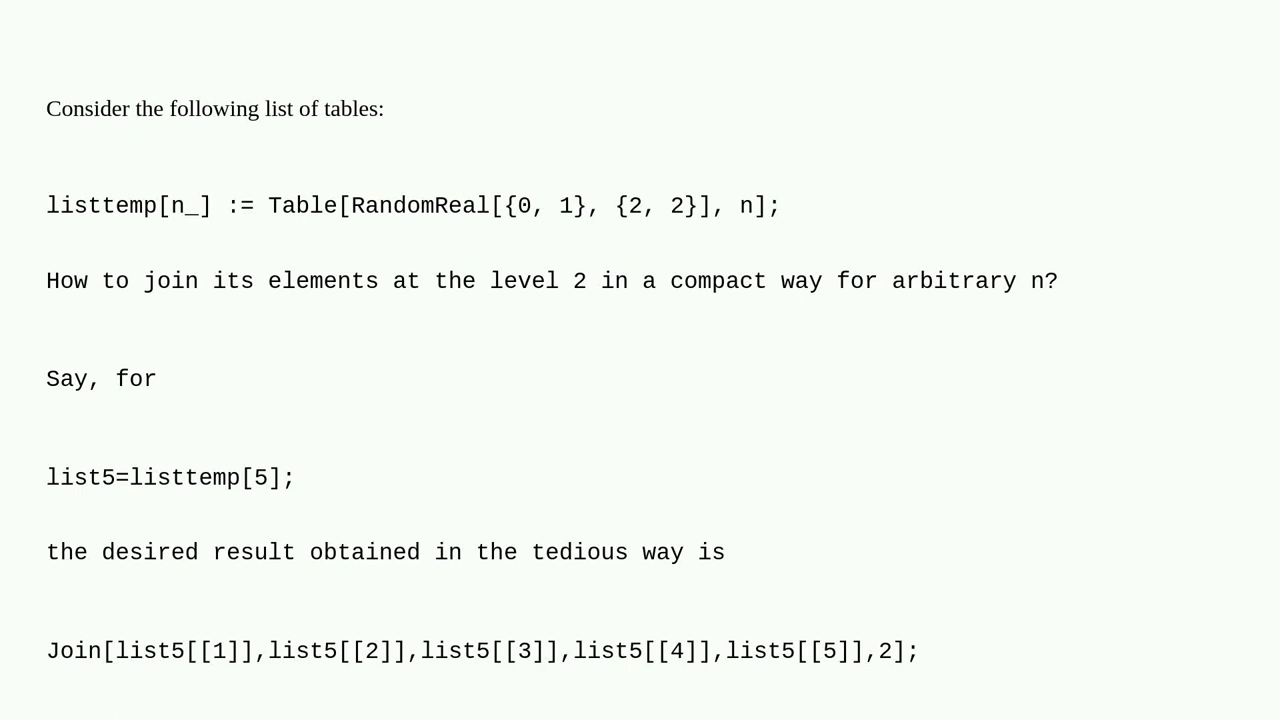 Consider the following list of tables:
listtemp[n_] := Table[RandomReal[{0, 1}, {2, 2}], n];
How to join its elements at the level 2 in a compact way for arbitrary n?
Say, for
list5=listtemp[5];
the desired result obtained in the tedious way is
Join[list5[[1]],list5[[2]],list5[[3]],list5[[4]],list5[[5]],2];